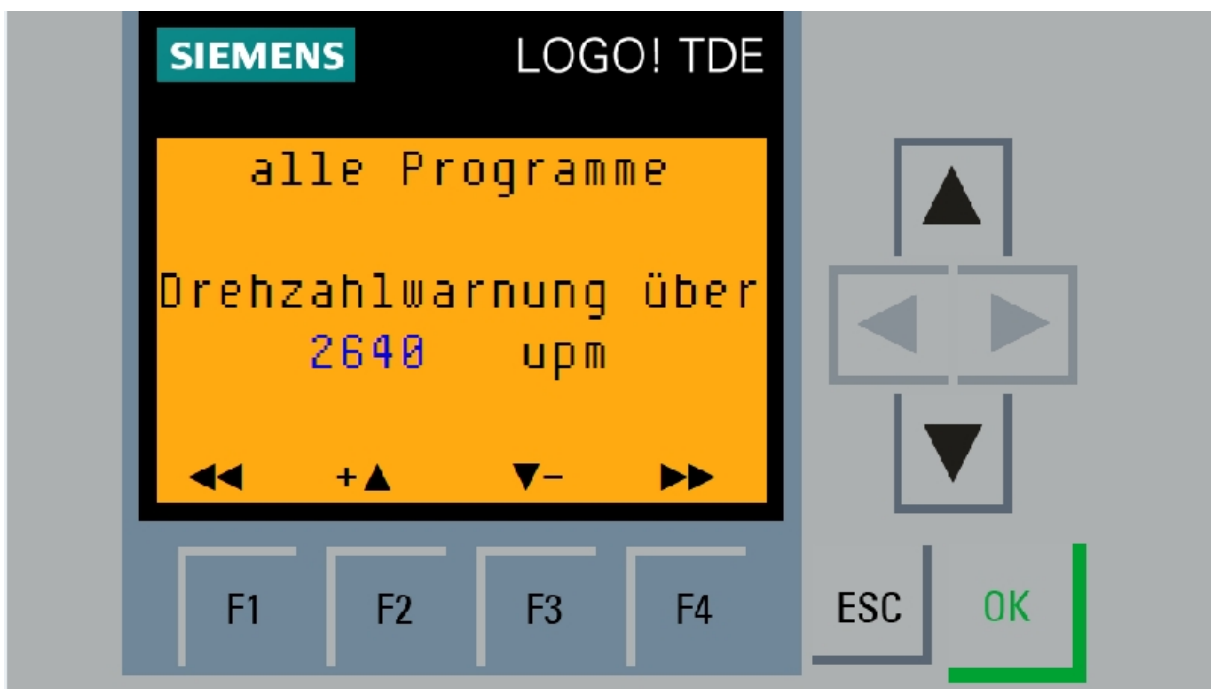 SIEMENS LOGO! TDE
alle Programme
Drehzahlwarnung über
2640 upm
◀◀ +▲ ▼- ▶▶
F1 F2 F3 F4 ESC OK